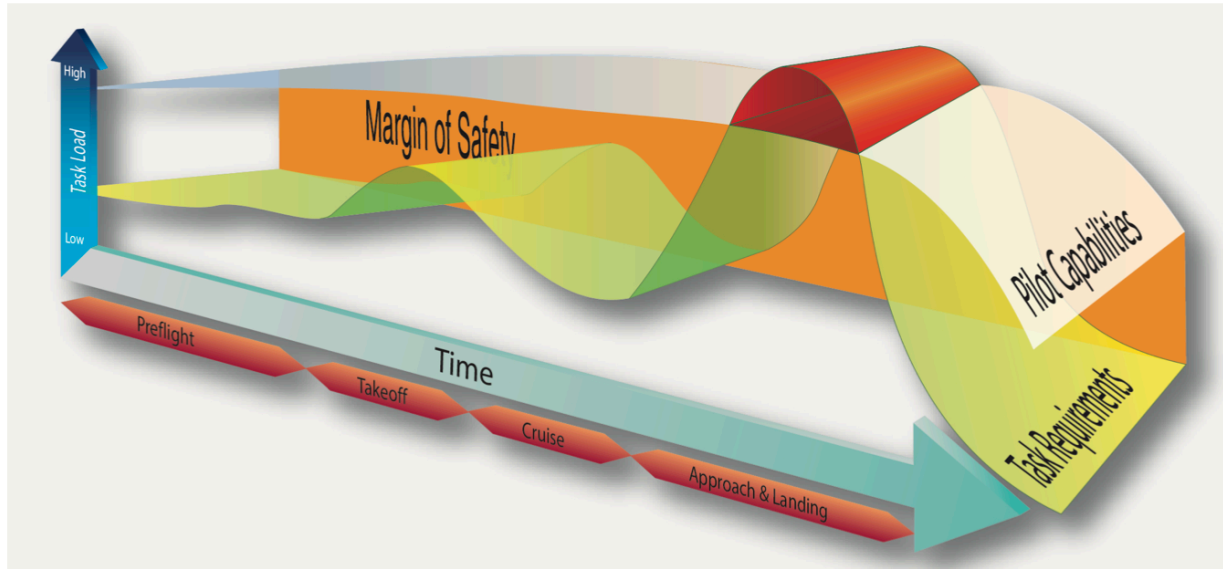 High
Task Load
Low
Margin of Safety
Pilot Capabilities
Task Requirements
Time
Preflight
Takeoff
Cruise
Approach & Landing